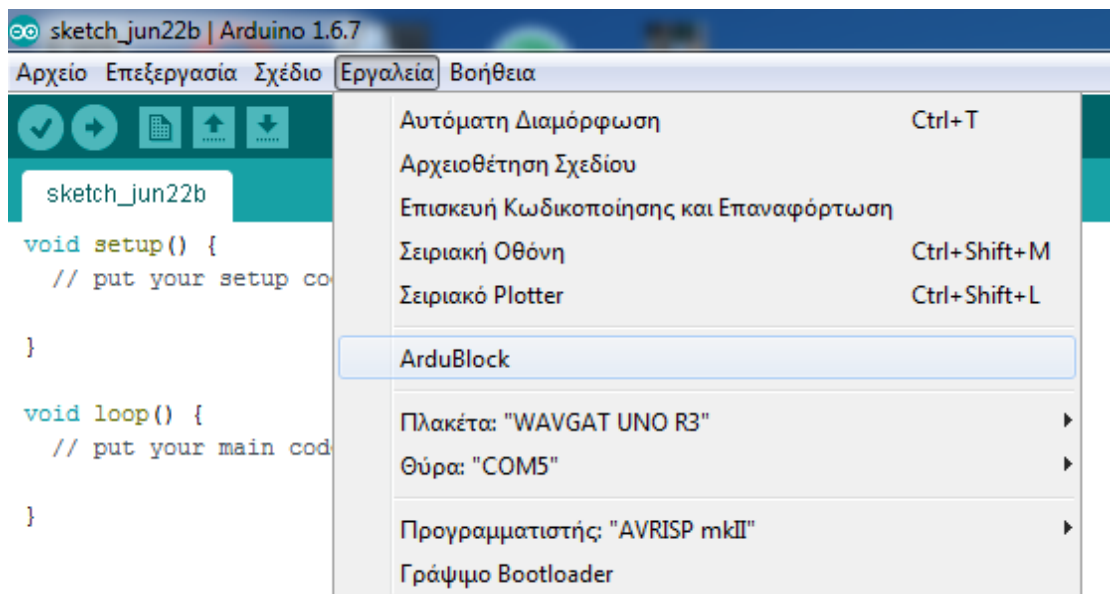 sketch_jun22b | Arduino 1.6.7
Αρχείο Επεξεργασία Σχέδιο Εργαλεία Βοήθεια
sketch_jun22b
void setup() {
// put your setup co
}
void loop() {
// put your main cod
}
Αυτόματη Διαμόρφωση Ctrl+T
Αρχειοθέτηση Σχεδίου
Επισκευή Κωδικοποίησης και Επαναφόρτωση
Σειριακή Οθόνη Ctrl+Shift+M
Σειριακό Plotter Ctrl+Shift+L
ArduBlock
Πλακέτα: "WAVGAT UNO R3"
Θύρα: "COM5"
Προγραμματιστής: "AVRISP mkII"
Γράψιμο Bootloader